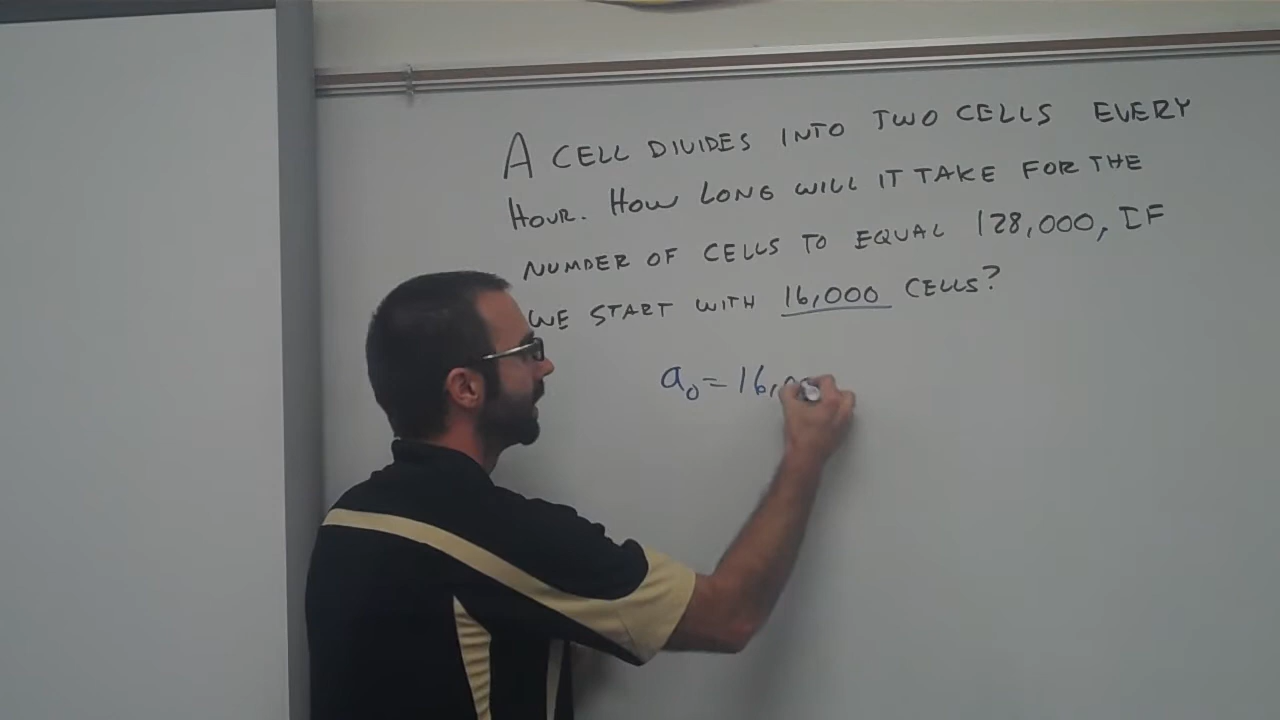 A CELL DIVIDES INTO TWO CELLS EVERY
HOUR. HOW LONG WILL IT TAKE FOR THE
NUMBER OF CELLS TO EQUAL 128,000, IF
WE START WITH 16,000 CELLS?
a₀ = 16,00